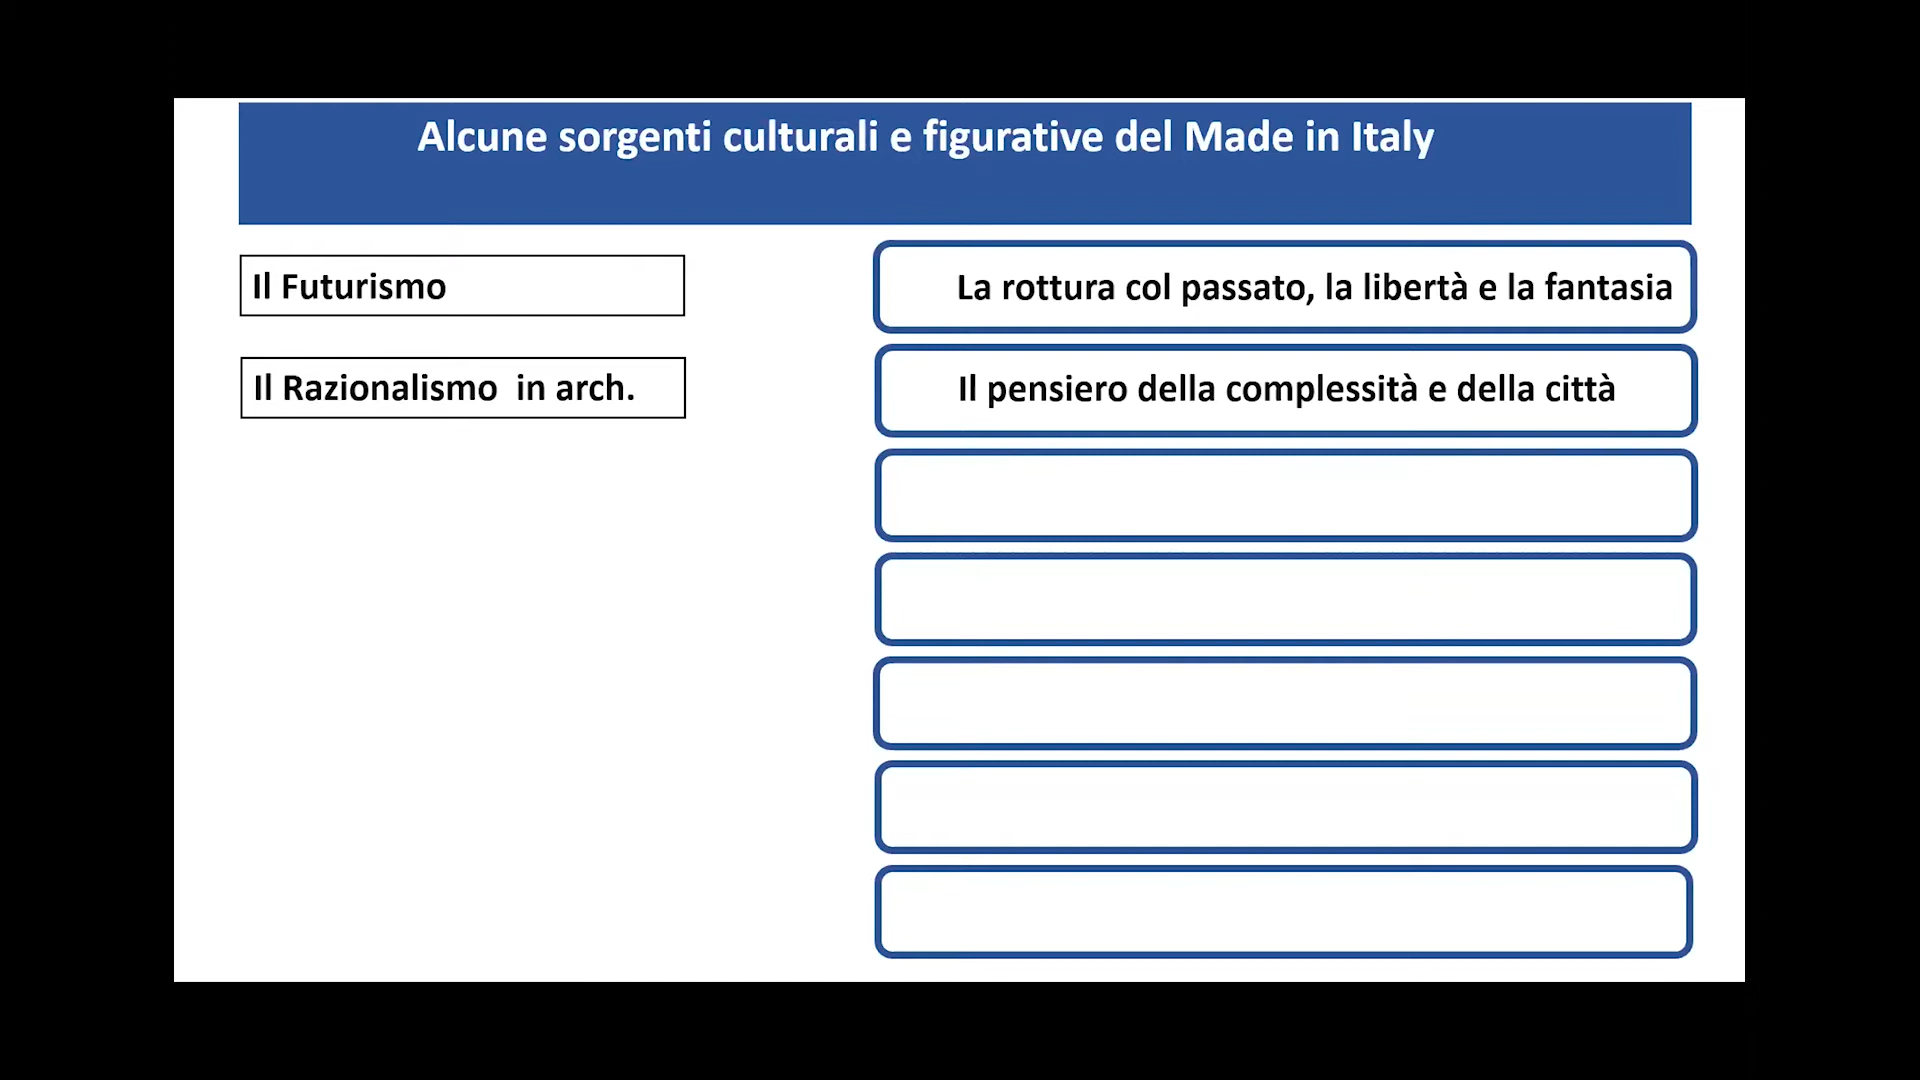 Alcune sorgenti culturali e figurative del Made in Italy
Il Futurismo
La rottura col passato, la libertà e la fantasia
Il Razionalismo in arch.
Il pensiero della complessità e della città